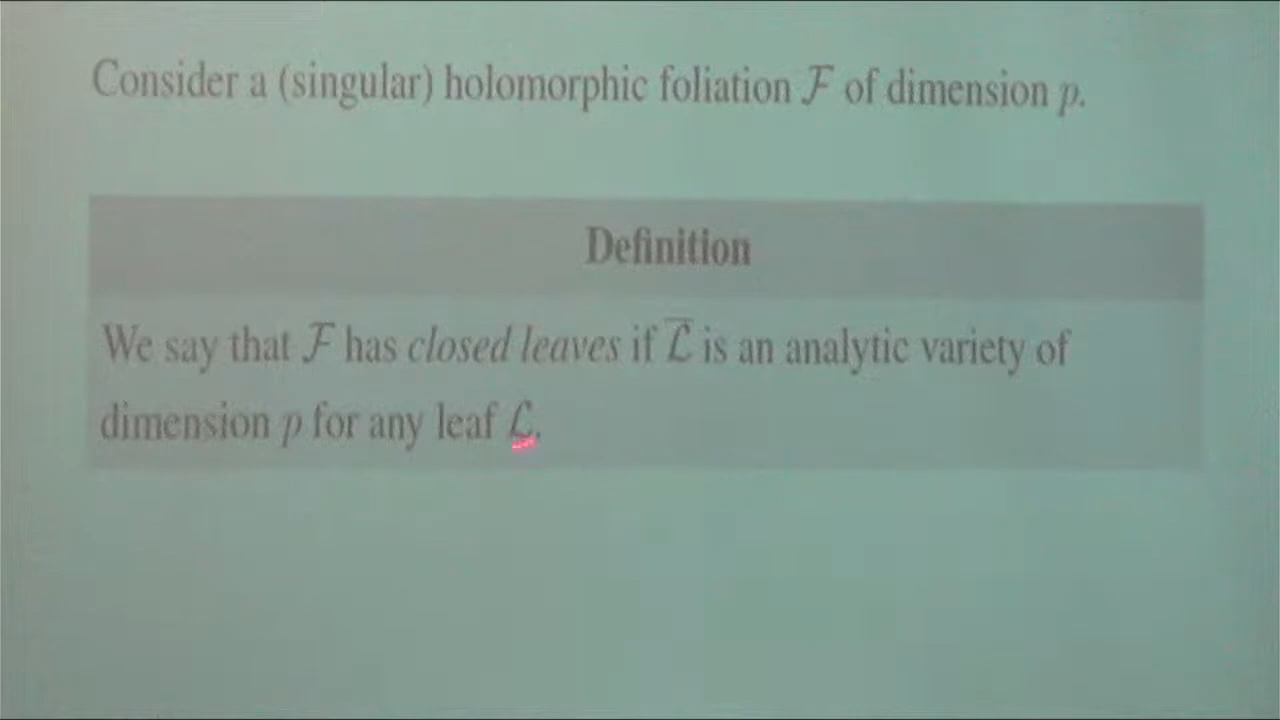 Consider a (singular) holomorphic foliation ℱ of dimension p.
Definition
We say that ℱ has closed leaves if ℒ̅ is an analytic variety of
dimension p for any leaf ℒ.